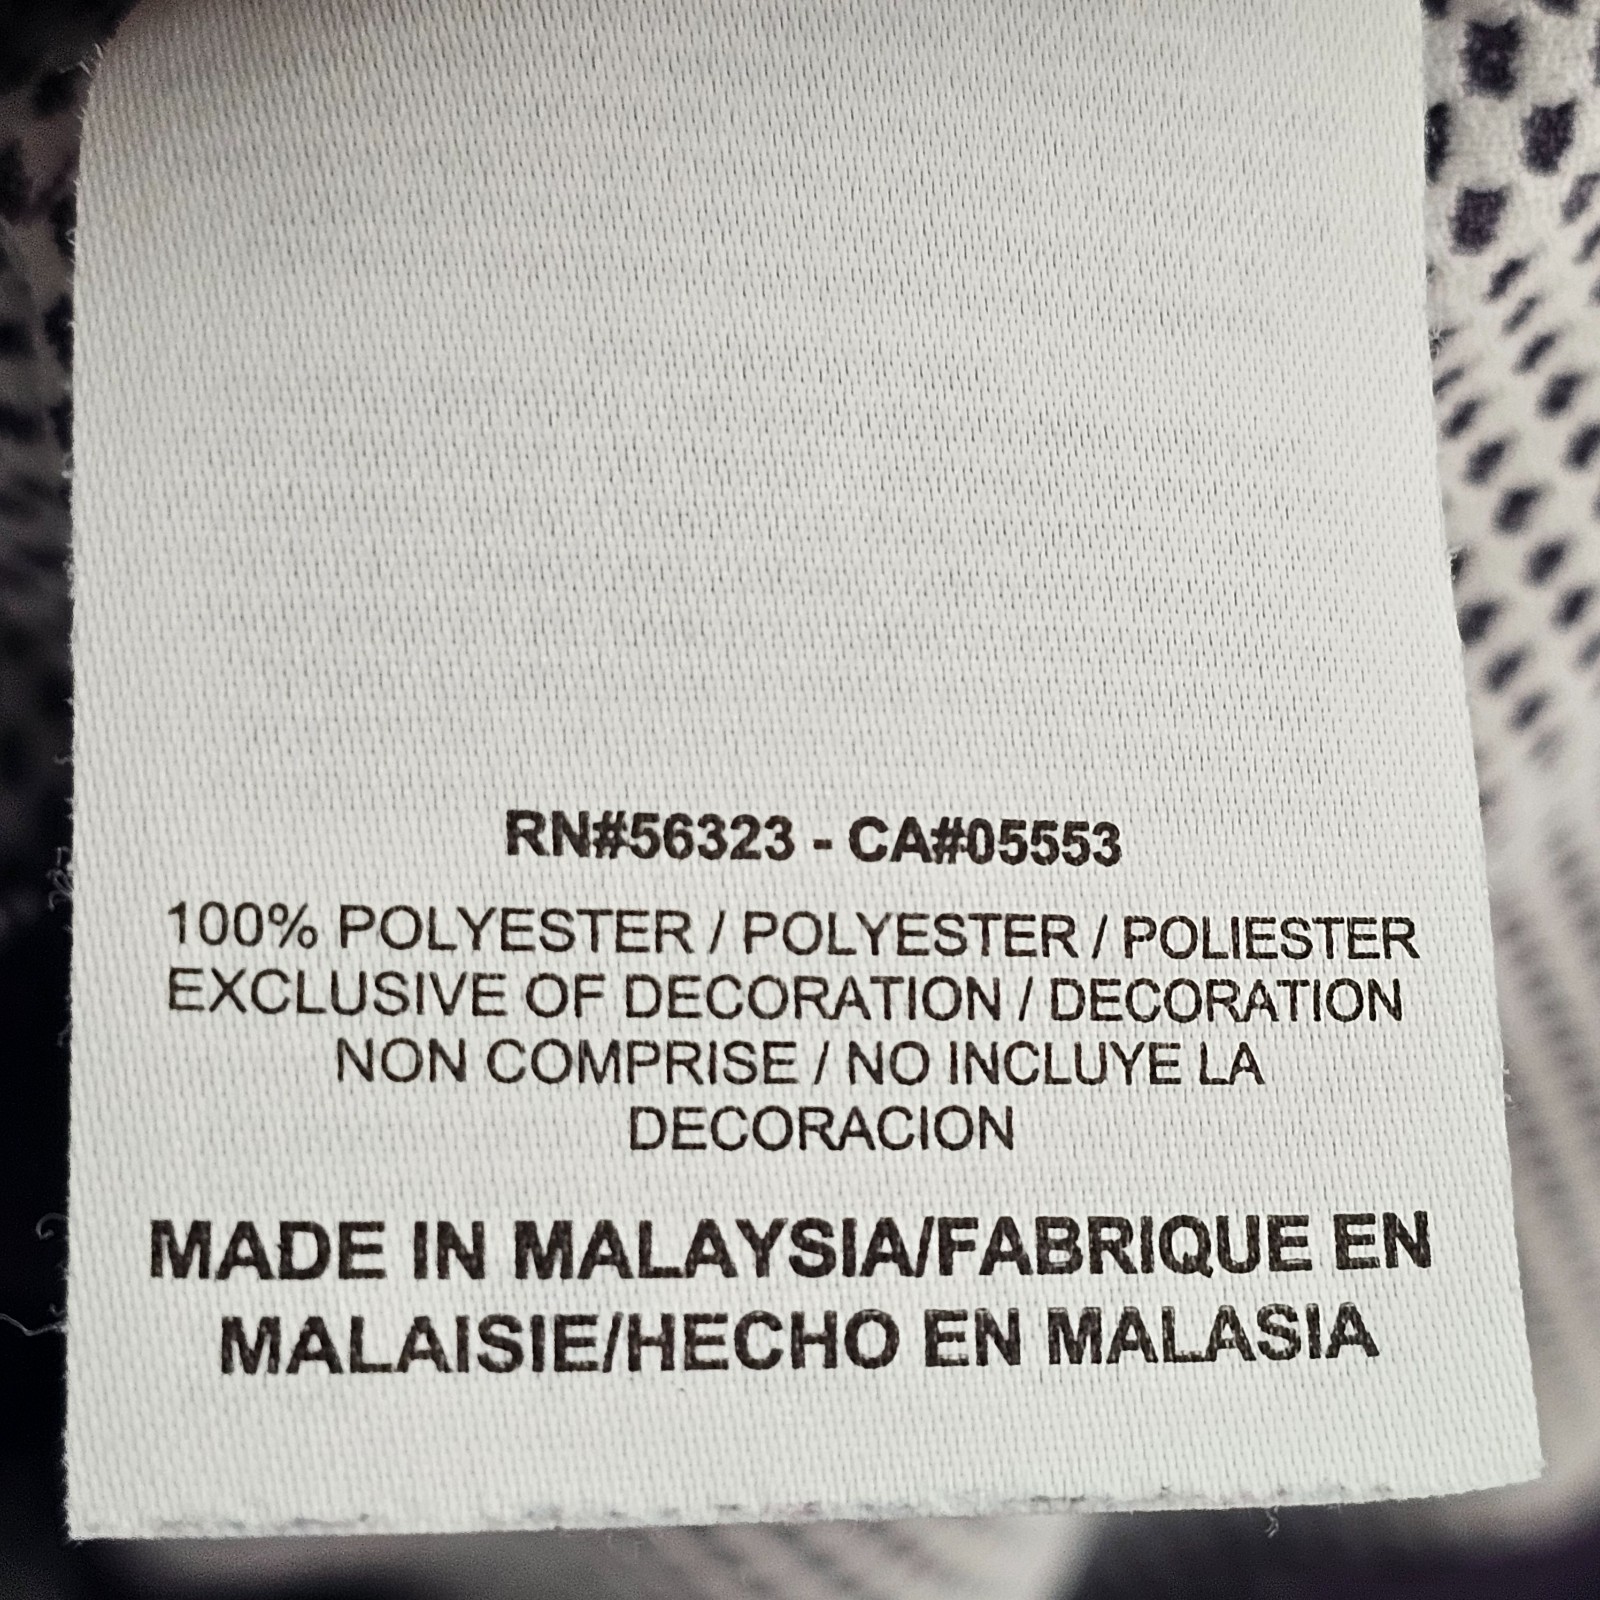 RN#56323 - CA#05553
100% POLYESTER / POLYESTER / POLIESTER
EXCLUSIVE OF DECORATION / DECORATION
NON COMPRISE / NO INCLUYE LA
DECORACION
MADE IN MALAYSIA/FABRIQUE EN
MALAISIE/HECHO EN MALASIA